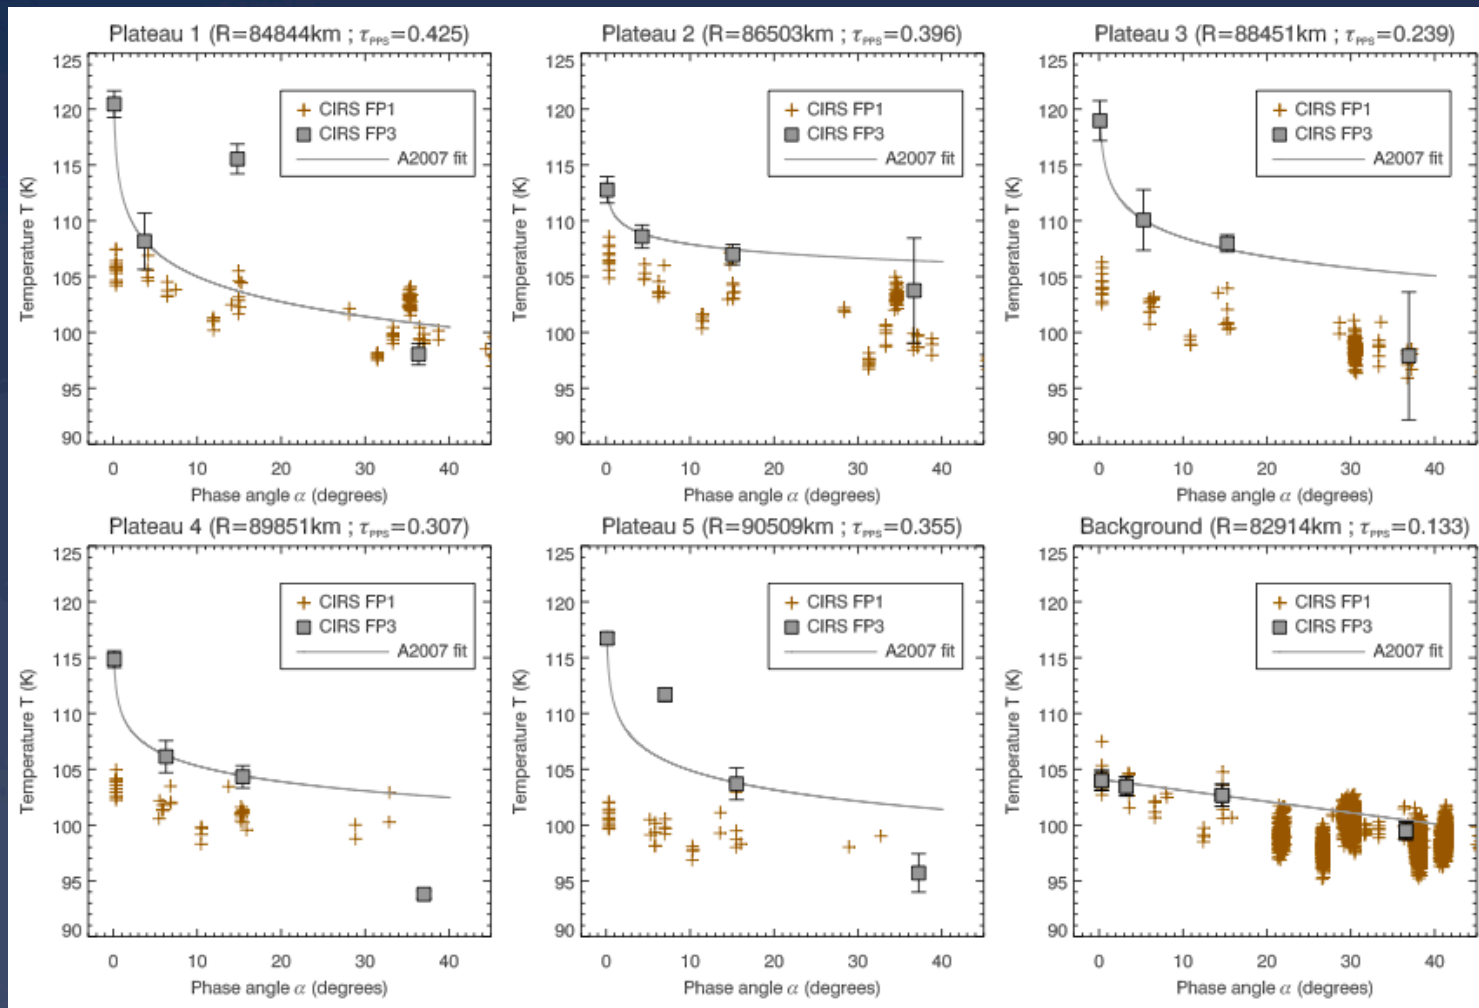 Plateau 1 (R=84844km ; τPPS=0.425)
125
120
115
110
105
100
95
90
Temperature T (K)
CIRS FP1
CIRS FP3
A2007 fit
0 10 20 30 40
Phase angle α (degrees)
Plateau 2 (R=86503km ; τPPS=0.396)
125
120
115
110
105
100
95
90
Temperature T (K)
CIRS FP1
CIRS FP3
A2007 fit
0 10 20 30 40
Phase angle α (degrees)
Plateau 3 (R=88451km ; τPPS=0.239)
125
120
115
110
105
100
95
90
Temperature T (K)
CIRS FP1
CIRS FP3
A2007 fit
0 10 20 30 40
Phase angle α (degrees)
Plateau 4 (R=89851km ; τPPS=0.307)
125
120
115
110
105
100
95
90
Temperature T (K)
CIRS FP1
CIRS FP3
A2007 fit
0 10 20 30 40
Phase angle α (degrees)
Plateau 5 (R=90509km ; τPPS=0.355)
125
120
115
110
105
100
95
90
Temperature T (K)
CIRS FP1
CIRS FP3
A2007 fit
0 10 20 30 40
Phase angle α (degrees)
Background (R=82914km ; τPPS=0.133)
125
120
115
110
105
100
95
90
Temperature T (K)
CIRS FP1
CIRS FP3
A2007 fit
0 10 20 30 40
Phase angle α (degrees)